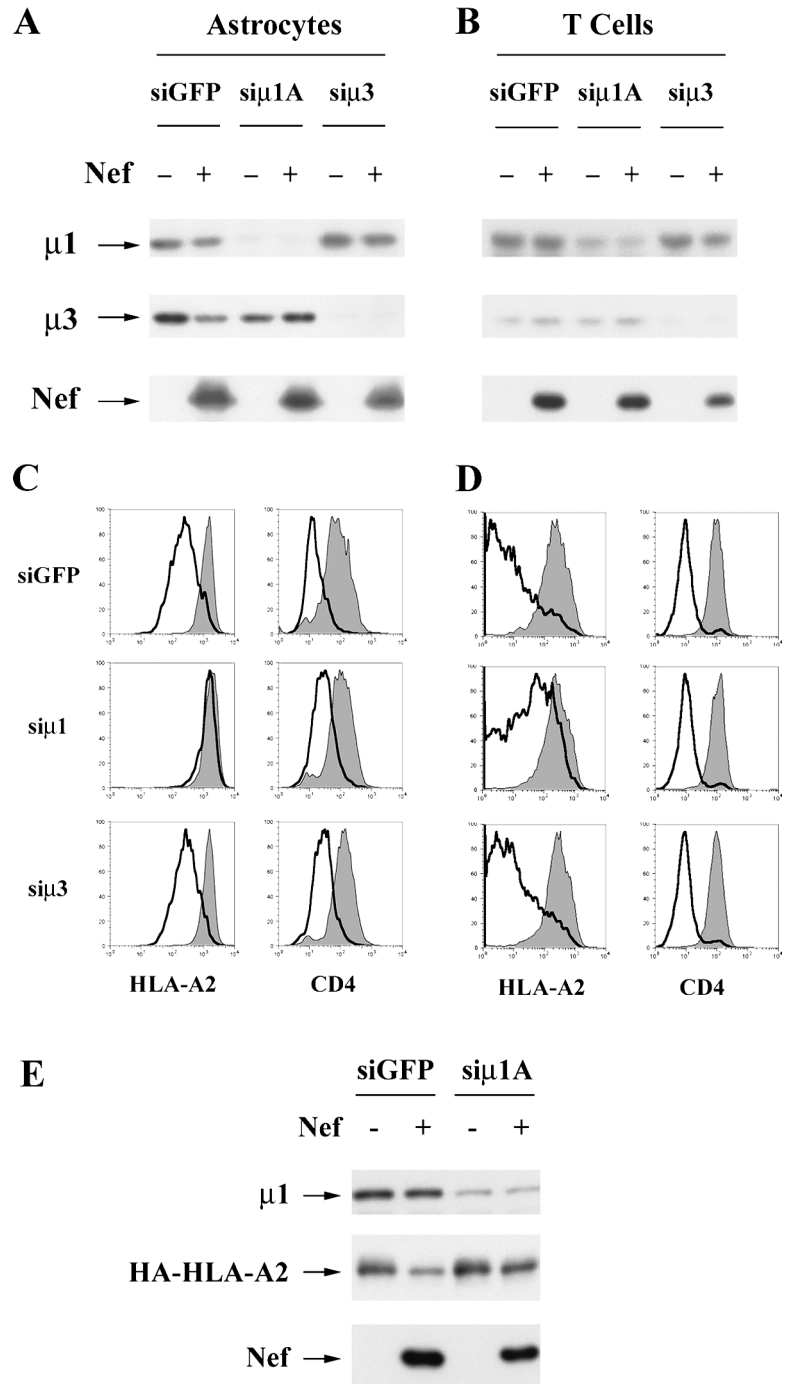 A
Astrocytes
siGFP siμ1A siμ3
Nef – + – + – +
μ1
μ3
Nef
B
T Cells
siGFP siμ1A siμ3
– + – + – +
C
siGFP
siμ1
siμ3
HLA-A2 CD4
D
HLA-A2 CD4
E
siGFP siμ1A
Nef - + - +
μ1
HA-HLA-A2
Nef